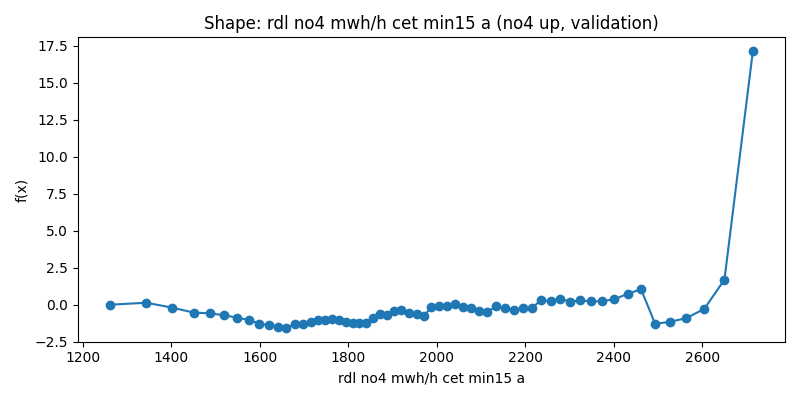 Shape: rdl no4 mwh/h cet min15 a (no4 up, validation)
17.5
15.0
12.5
10.0
7.5
5.0
2.5
0.0
−2.5
f(x)
1200 1400 1600 1800 2000 2200 2400 2600
rdl no4 mwh/h cet min15 a